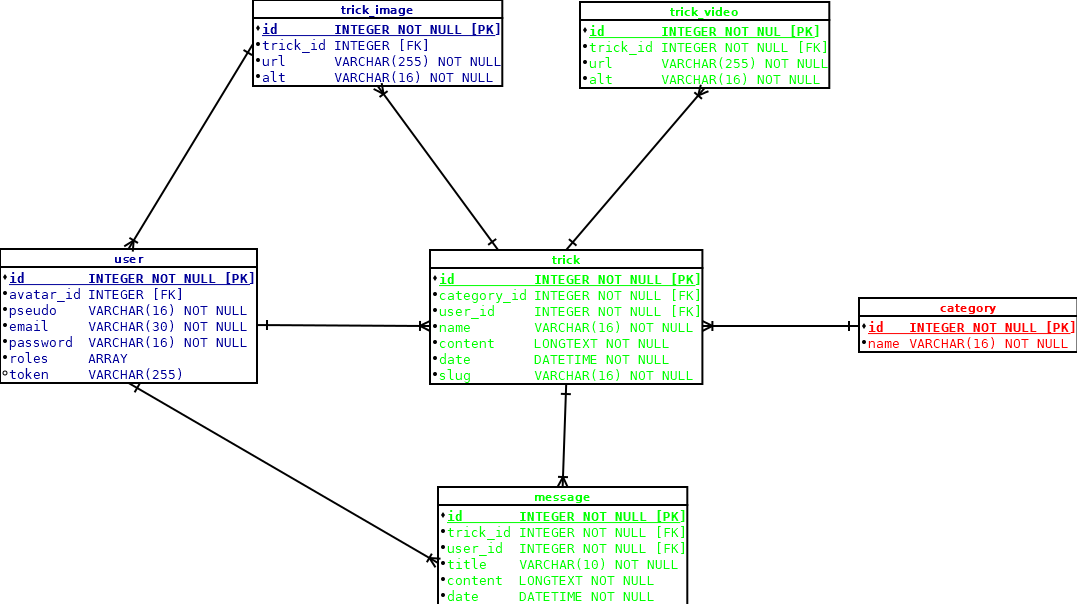 trick_image
id INTEGER NOT NULL [PK]
trick_id INTEGER [FK]
url VARCHAR(255) NOT NULL
alt VARCHAR(16) NOT NULL
trick_video
id INTEGER NOT NUL [PK]
trick_id INTEGER NOT NULL [FK]
url VARCHAR(255) NOT NULL
alt VARCHAR(16) NOT NULL
user
id INTEGER NOT NULL [PK]
avatar_id INTEGER [FK]
pseudo VARCHAR(16) NOT NULL
email VARCHAR(30) NOT NULL
password VARCHAR(16) NOT NULL
roles ARRAY
token VARCHAR(255)
trick
id INTEGER NOT NULL [PK]
category_id INTEGER NOT NULL [FK]
user_id INTEGER NOT NULL [FK]
name VARCHAR(16) NOT NULL
content LONGTEXT NOT NULL
date DATETIME NOT NULL
slug VARCHAR(16) NOT NULL
category
id INTEGER NOT NULL [PK]
name VARCHAR(16) NOT NULL
message
id INTEGER NOT NULL [PK]
trick_id INTEGER NOT NULL [FK]
user_id INTEGER NOT NULL [FK]
title VARCHAR(10) NOT NULL
content LONGTEXT NOT NULL
date DATETIME NOT NULL